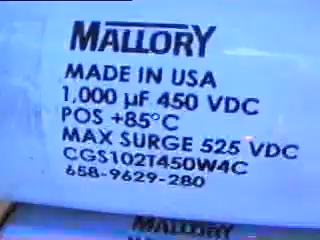 MALLORY
MADE IN USA
1,000 µF 450 VDC
POS +85°C
MAX SURGE 525 VDC
CGS102T450W4C
658-9629-280
MALLORY